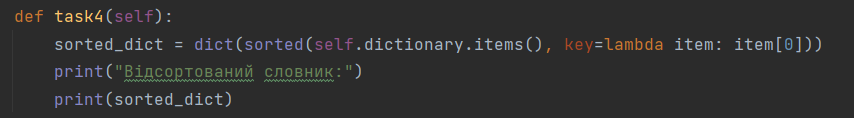 def task4(self):
    sorted_dict = dict(sorted(self.dictionary.items(), key=lambda item: item[0]))
    print("Відсортований словник:")
    print(sorted_dict)